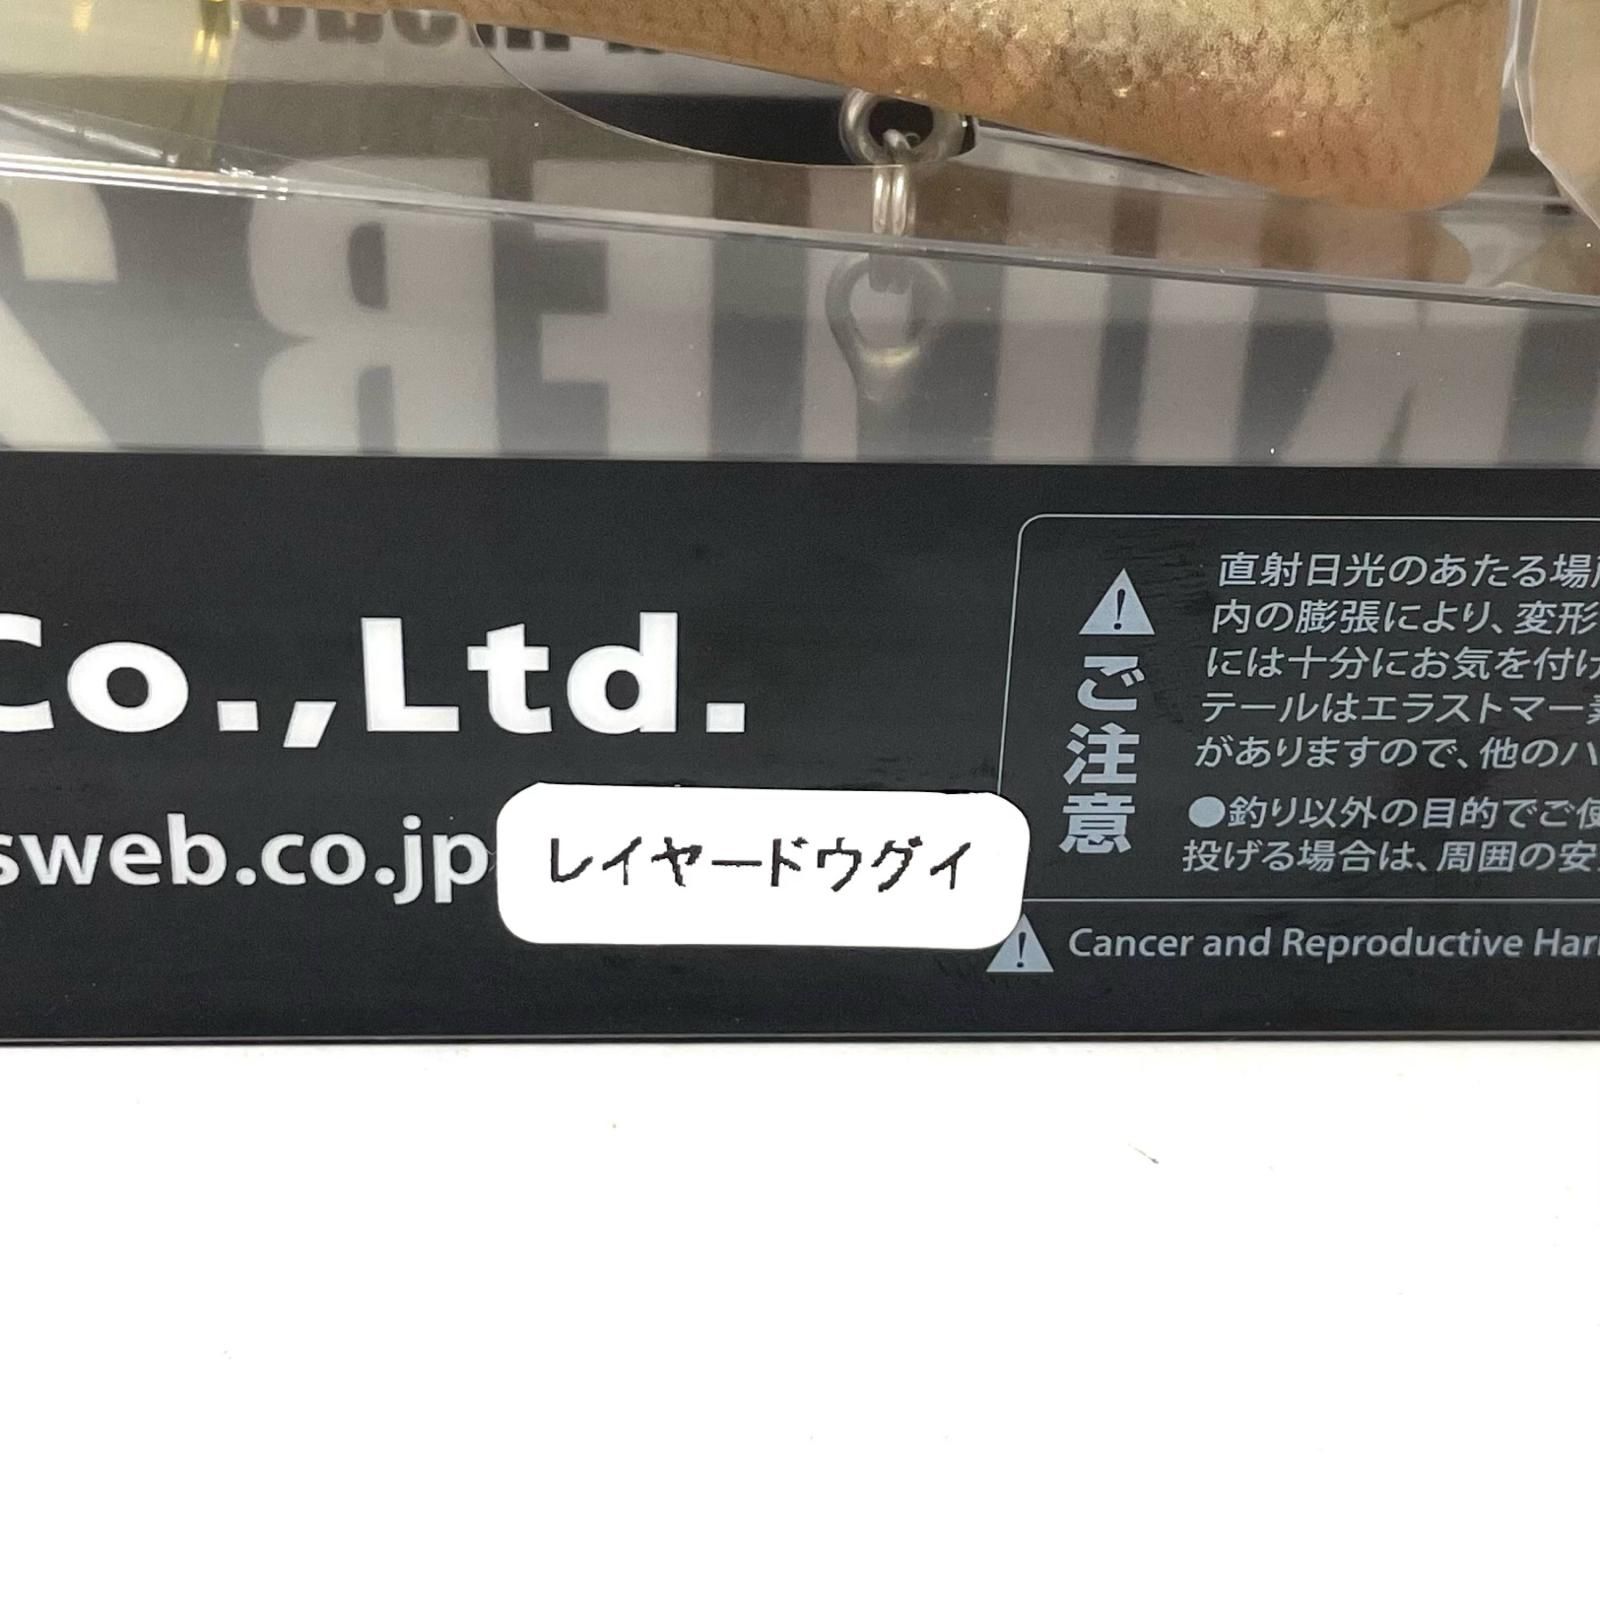 Co.,Ltd.
sweb.co.jp
レイヤードウグイ
ご注意
直射日光のあたる場
内の膨張により、変形
には十分にお気を付け
テールはエラストマー
がありますので、他のハ
●釣り以外の目的でご使
投げる場合は、周囲の安
Cancer and Reproductive Har